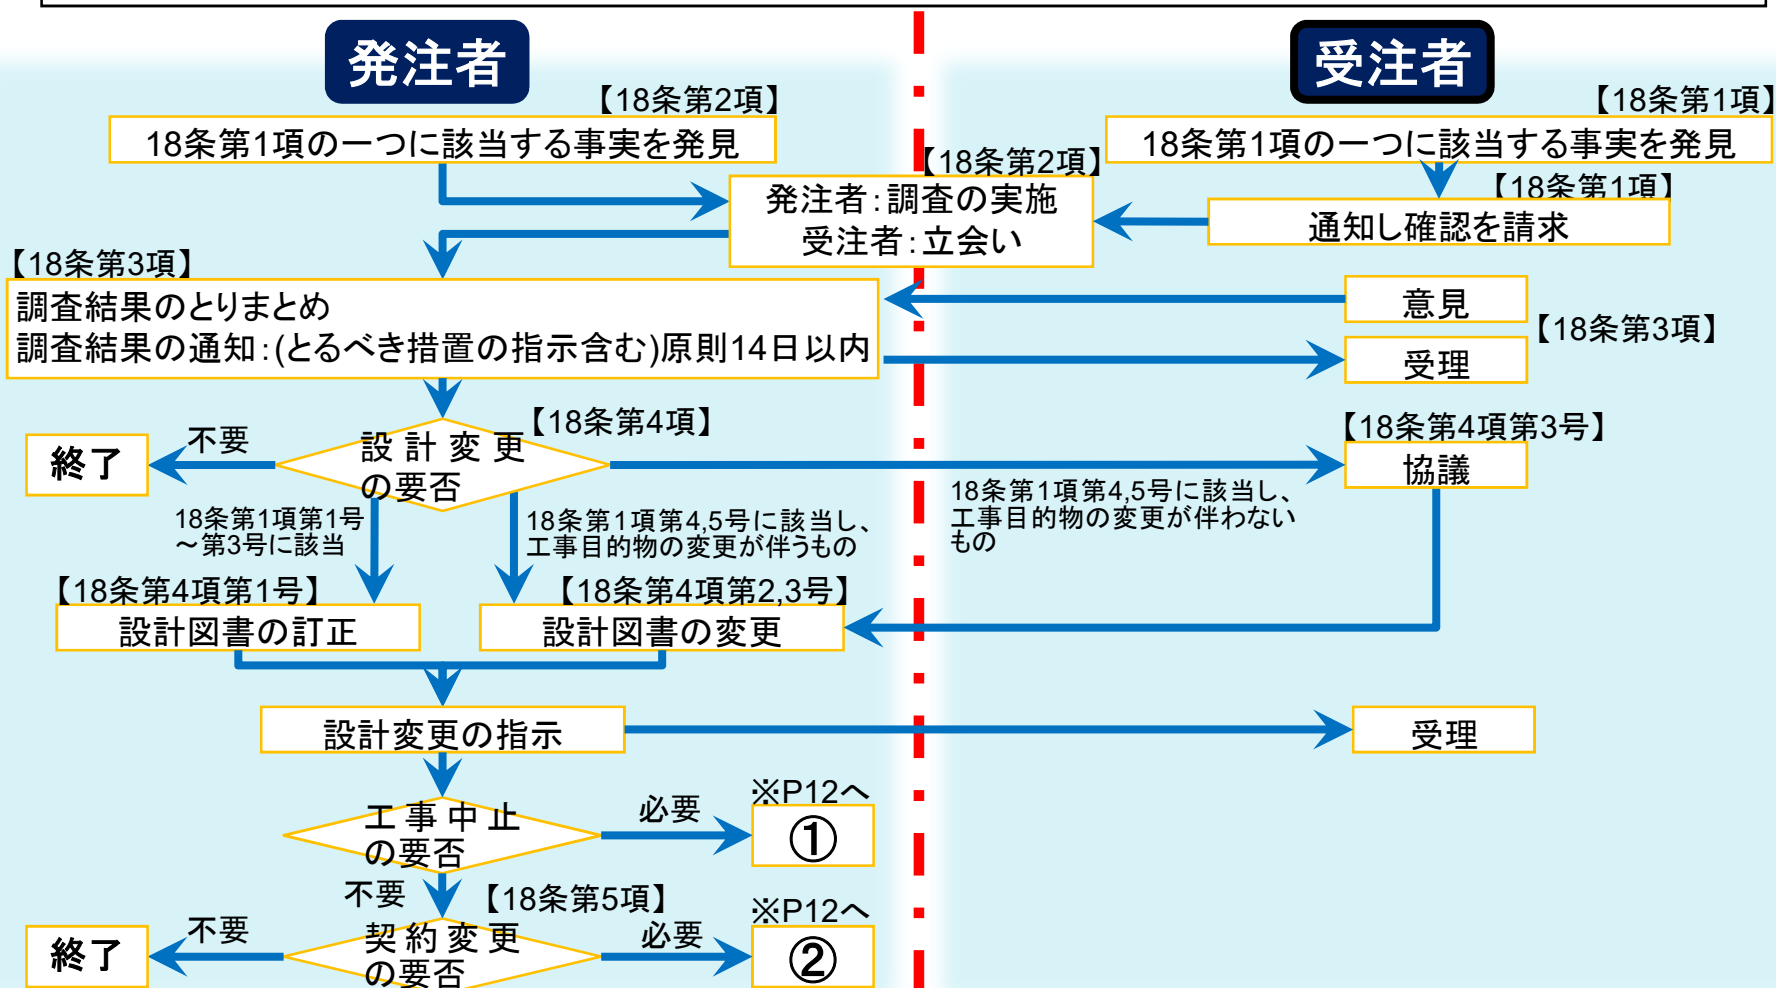 発注者
受注者
【18条第2項】
【18条第1項】
18条第1項の一つに該当する事実を発見
18条第1項の一つに該当する事実を発見
【18条第2項】
【18条第1項】
発注者：調査の実施
受注者：立会い
通知し確認を請求
【18条第3項】
調査結果のとりまとめ
調査結果の通知：(とるべき措置の指示含む)原則14日以内
意見
【18条第3項】
受理
【18条第4項】
【18条第4項第3号】
不要
終了
設計変更
の要否
協議
18条第1項第1号
～第3号に該当
18条第1項第4,5号に該当し、
工事目的物の変更が伴うもの
18条第1項第4,5号に該当し、
工事目的物の変更が伴わない
もの
【18条第4項第1号】
【18条第4項第2,3号】
設計図書の訂正
設計図書の変更
設計変更の指示
受理
工事中止
の要否
必要
※P12へ
①
不要
【18条第5項】
※P12へ
不要
終了
契約変更
の要否
必要
②